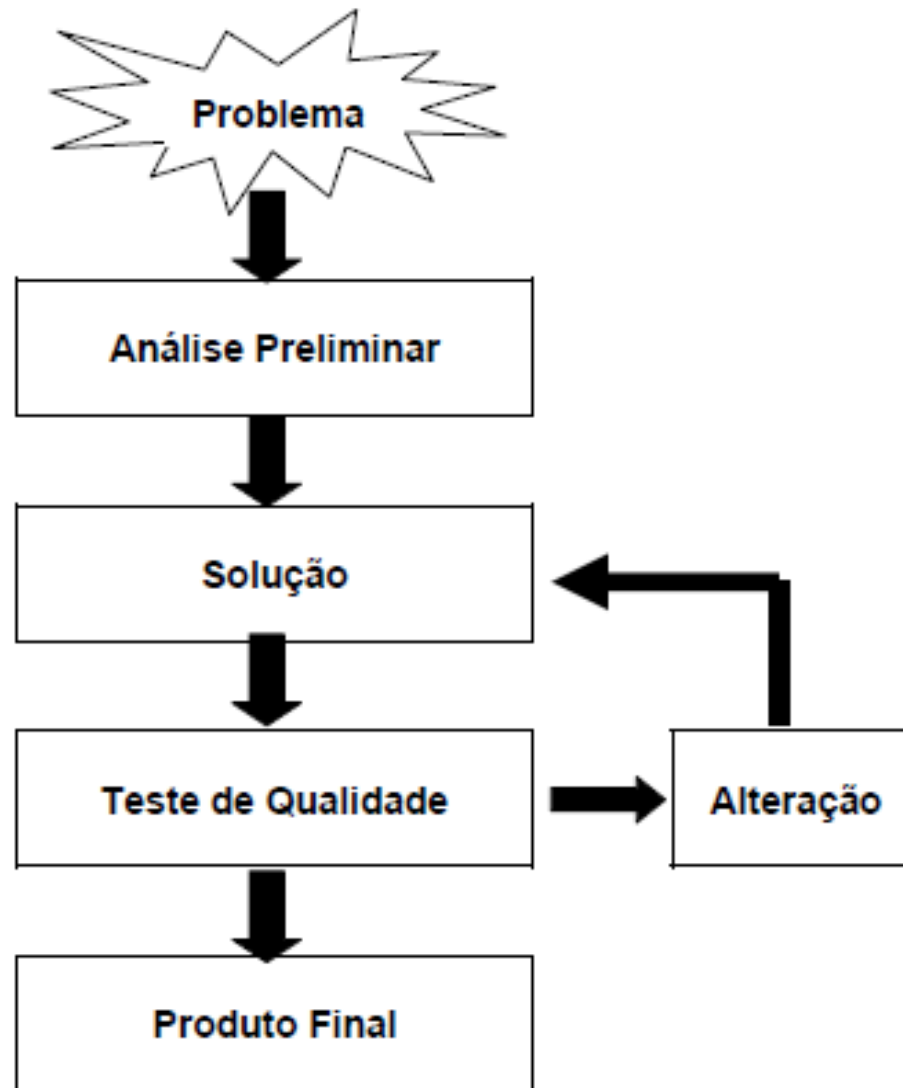 Problema
Análise Preliminar
Solução
Teste de Qualidade
Alteração
Produto Final